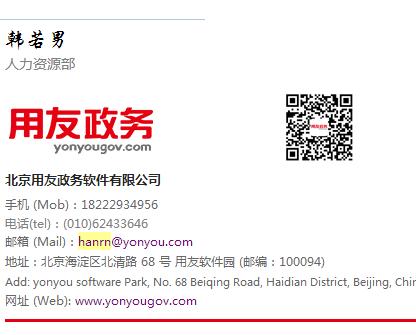 韩若男
人力资源部
用友政务
yonyougov.com
北京用友政务软件有限公司
手机 (Mob)：18222934956
电话(tel)：(010)62433646
邮箱 (Mail)：hanrn@yonyou.com
地址：北京海淀区北清路 68 号 用友软件园 (邮编：100094)
Add: yonyou software Park, No. 68 Beiqing Road, Haidian District, Beijing, Chin
网址 (Web): www.yonyougov.com